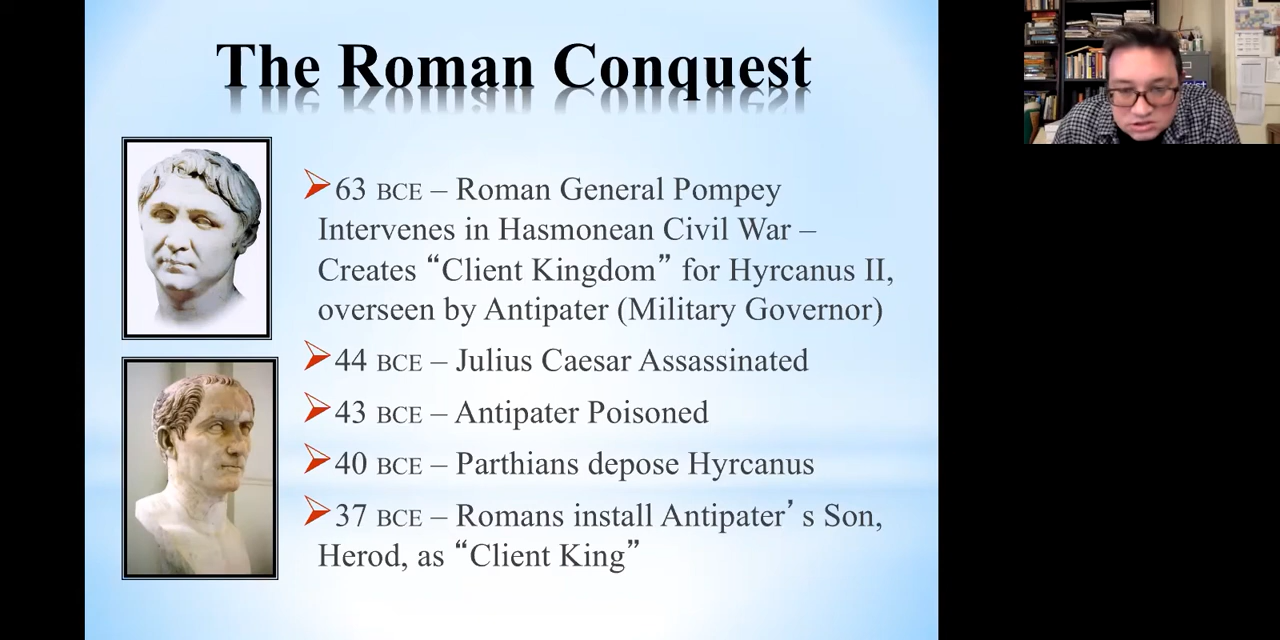 The Roman Conquest
➢63 BCE – Roman General Pompey
Intervenes in Hasmonean Civil War –
Creates “Client Kingdom” for Hyrcanus II,
overseen by Antipater (Military Governor)
➢44 BCE – Julius Caesar Assassinated
➢43 BCE – Antipater Poisoned
➢40 BCE – Parthians depose Hyrcanus
➢37 BCE – Romans install Antipater’s Son,
Herod, as “Client King”